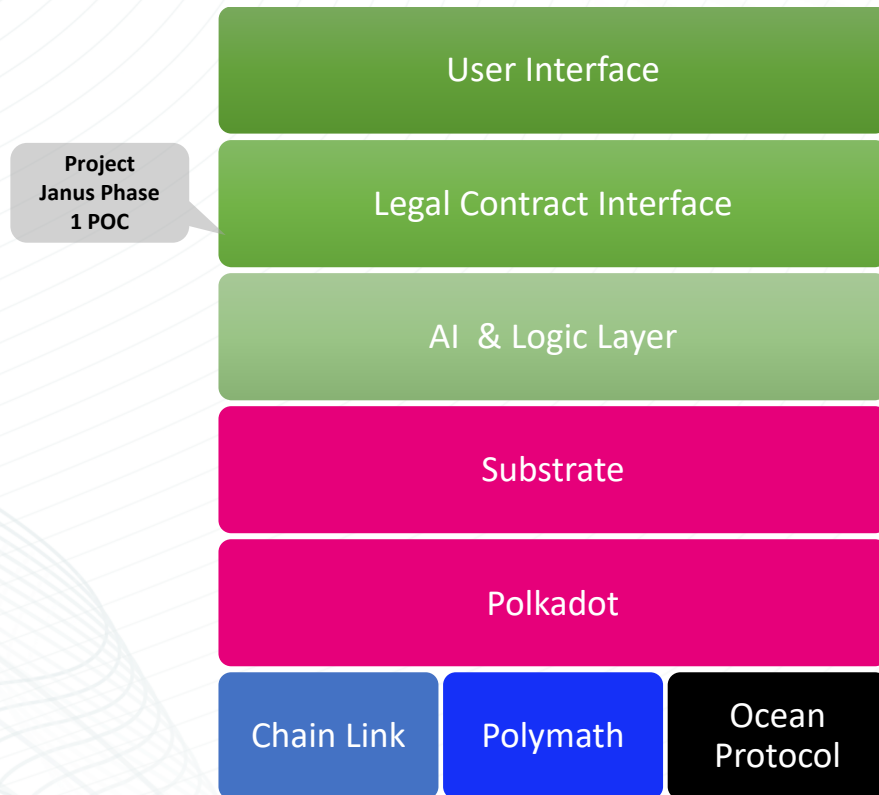 User Interface
Project
Janus Phase
1 POC
Legal Contract Interface
AI & Logic Layer
Substrate
Polkadot
Chain Link
Polymath
Ocean
Protocol